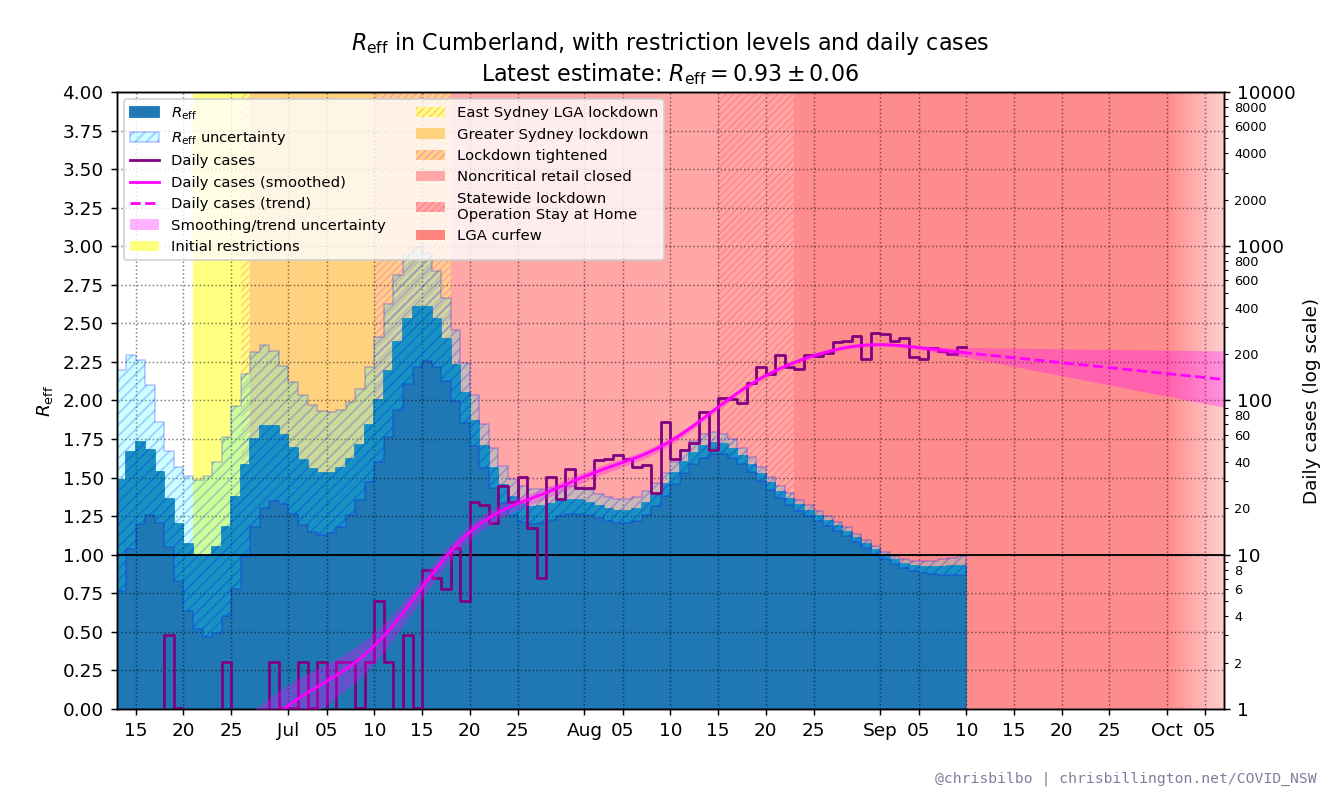 Reff in Cumberland, with restriction levels and daily cases
Latest estimate: Reff = 0.93 ± 0.06
Reff
Reff uncertainty
Daily cases
Daily cases (smoothed)
Daily cases (trend)
Smoothing/trend uncertainty
Initial restrictions
East Sydney LGA lockdown
Greater Sydney lockdown
Lockdown tightened
Noncritical retail closed
Statewide lockdown
Operation Stay at Home
LGA curfew
4.00
3.75
3.50
3.25
3.00
2.75
2.50
2.25
2.00
1.75
1.50
1.25
1.00
0.75
0.50
0.25
0.00
Reff
10000
8000
6000
4000
2000
1000
800
600
400
200
100
80
60
40
20
10
8
6
4
2
1
Daily cases (log scale)
15 20 25 Jul 05 10 15 20 25 Aug 05 10 15 20 25 Sep 05 10 15 20 25 Oct 05
@chrisbilbo | chrisbillington.net/COVID_NSW